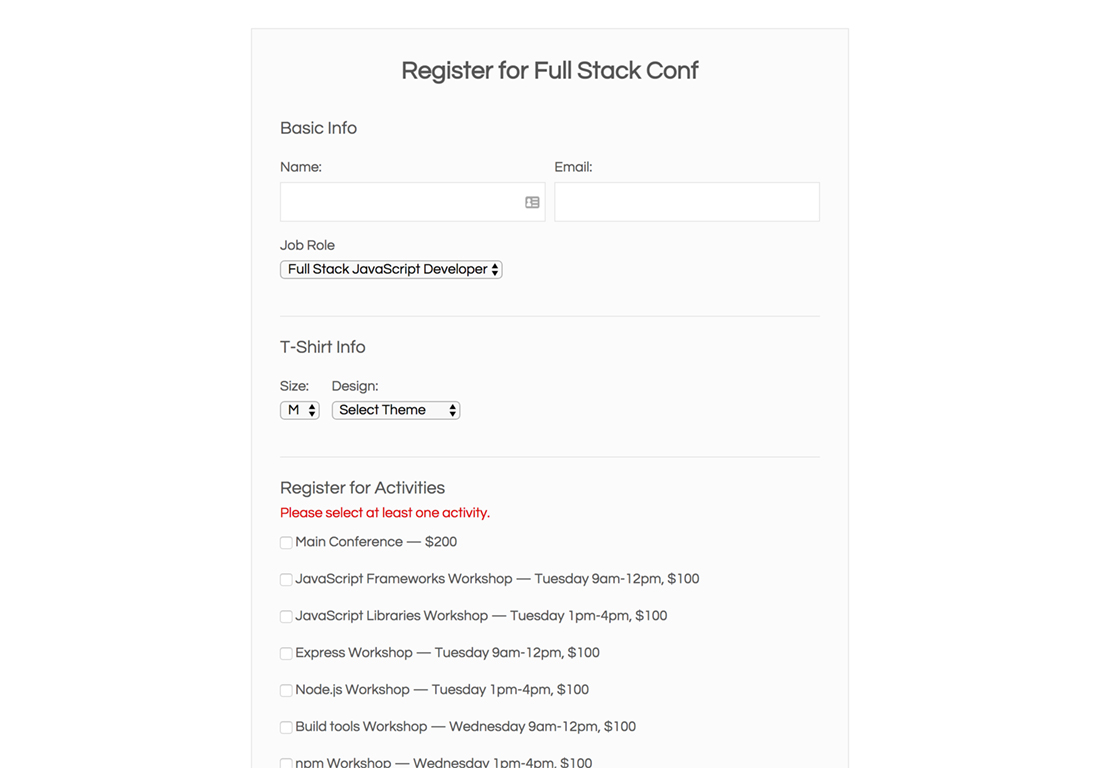 Register for Full Stack Conf
Basic Info
Name: Email:
Job Role
Full Stack JavaScript Developer
T-Shirt Info
Size: Design:
M Select Theme
Register for Activities
Please select at least one activity.
Main Conference — $200
JavaScript Frameworks Workshop — Tuesday 9am-12pm, $100
JavaScript Libraries Workshop — Tuesday 1pm-4pm, $100
Express Workshop — Tuesday 9am-12pm, $100
Node.js Workshop — Tuesday 1pm-4pm, $100
Build tools Workshop — Wednesday 9am-12pm, $100
npm Workshop — Wednesday 1pm-4pm, $100